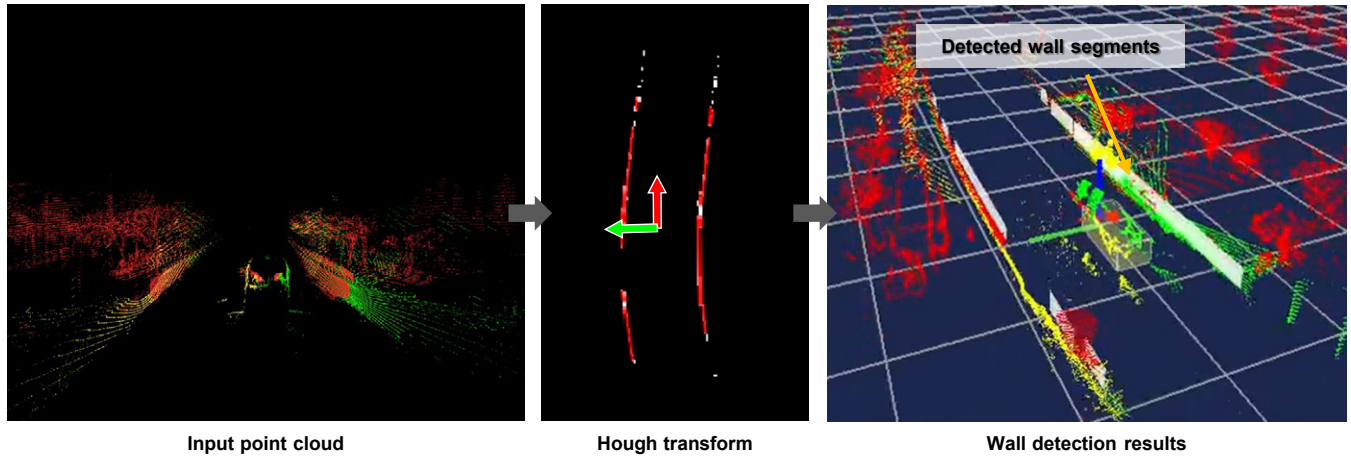 Detected wall segments
Input point cloud
Hough transform
Wall detection results